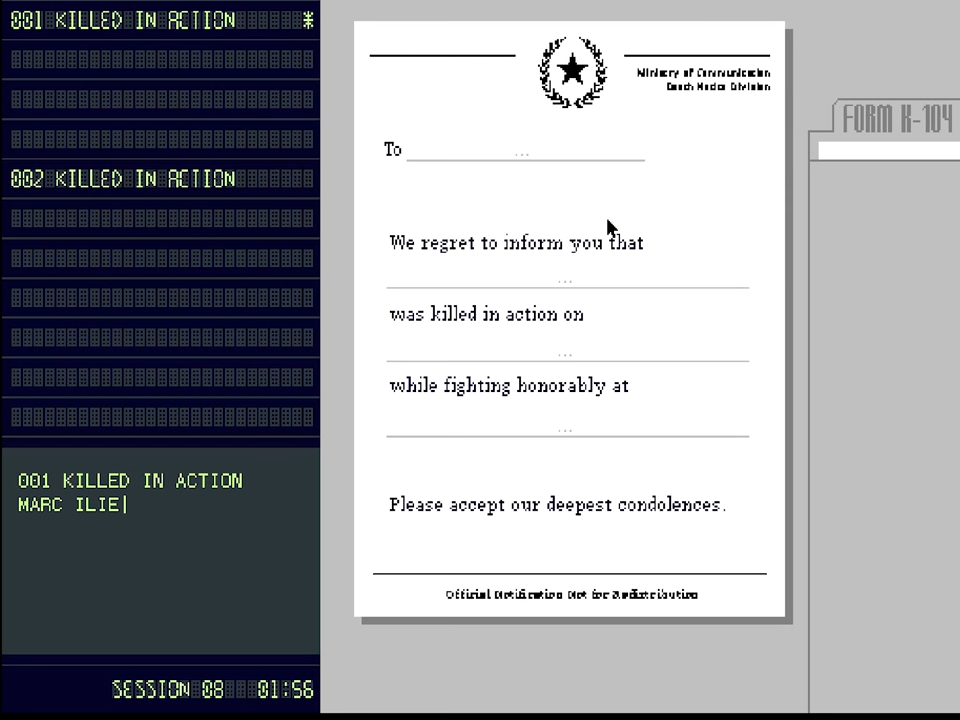 001 KILLED IN ACTION *
002 KILLED IN ACTION
001 KILLED IN ACTION
MARC ILIE|
SESSION 08 01:56
Ministry of Communication
Division
To ...
We regret to inform you that
...
was killed in action on
...
while fighting honorably at
...
Please accept our deepest condolences.
Official Notification Not for Redistribution
FORM K-104